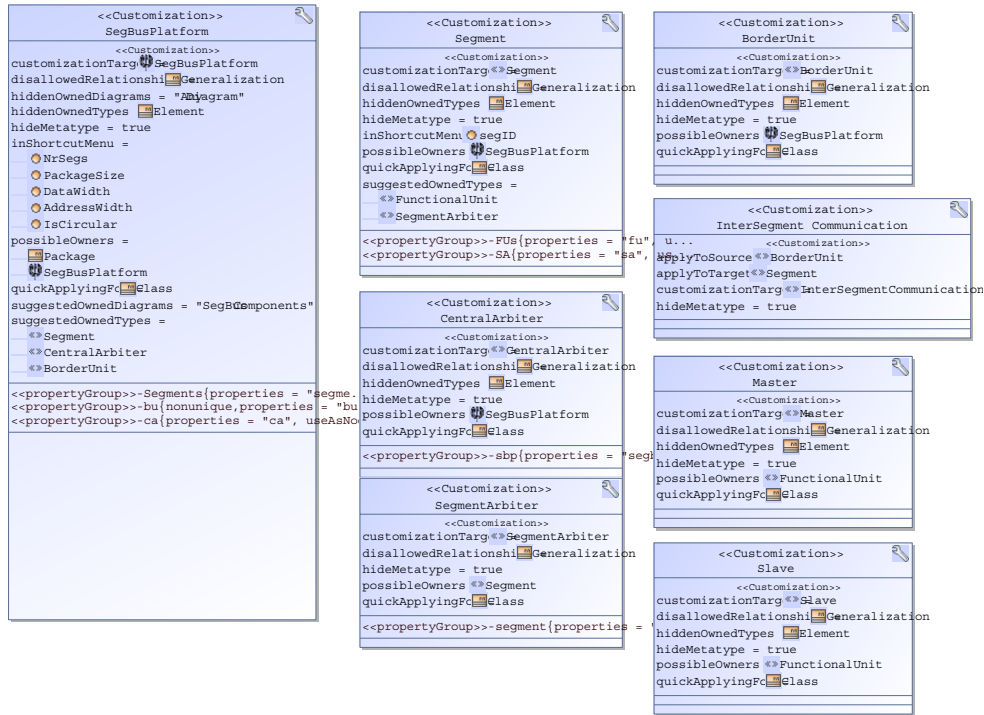 <<Customization>>
SegBusPlatform
<<Customization>>
customizationTarg SegBusPlatform
disallowedRelationshi Generalization
hiddenOwnedDiagrams = "Any Diagram"
hiddenOwnedTypes Element
hideMetatype = true
inShortcutMenu =
NrSegs
PackageSize
DataWidth
AddressWidth
IsCircular
possibleOwners =
Package
SegBusPlatform
quickApplyingFo Class
suggestedOwnedDiagrams = "SegBus Components"
suggestedOwnedTypes =
«»Segment
«»CentralArbiter
«»BorderUnit
<<propertyGroup>>-Segments{properties = "segme.
<<propertyGroup>>-bu{nonunique,properties = "bu
<<propertyGroup>>-ca{properties = "ca", useAsNo
<<Customization>>
Segment
<<Customization>>
customizationTarg «»Segment
disallowedRelationshi Generalization
hiddenOwnedTypes Element
hideMetatype = true
inShortcutMenu segID
possibleOwners SegBusPlatform
quickApplyingFo Class
suggestedOwnedTypes =
«»FunctionalUnit
«»SegmentArbiter
<<propertyGroup>>-FUs{properties = "fu", u...
<<propertyGroup>>-SA{properties = "sa", us
<<Customization>>
CentralArbiter
<<Customization>>
customizationTarg «»CentralArbiter
disallowedRelationshi Generalization
hiddenOwnedTypes Element
hideMetatype = true
possibleOwners SegBusPlatform
quickApplyingFo Class
<<propertyGroup>>-sbp{properties = "segb
<<Customization>>
SegmentArbiter
<<Customization>>
customizationTarg «»SegmentArbiter
disallowedRelationshi Generalization
hideMetatype = true
possibleOwners «»Segment
quickApplyingFo Class
<<propertyGroup>>-segment{properties = "
<<Customization>>
BorderUnit
<<Customization>>
customizationTarg «»BorderUnit
disallowedRelationshi Generalization
hiddenOwnedTypes Element
hideMetatype = true
possibleOwners SegBusPlatform
quickApplyingFo Class
<<Customization>>
InterSegment Communication
<<Customization>>
applyToSource «»BorderUnit
applyToTarget «»Segment
customizationTarg «»InterSegmentCommunication
hideMetatype = true
<<Customization>>
Master
<<Customization>>
customizationTarg «»Master
disallowedRelationshi Generalization
hiddenOwnedTypes Element
hideMetatype = true
possibleOwners «»FunctionalUnit
quickApplyingFo Class
<<Customization>>
Slave
<<Customization>>
customizationTarg «»Slave
disallowedRelationshi Generalization
hiddenOwnedTypes Element
hideMetatype = true
possibleOwners «»FunctionalUnit
quickApplyingFo Class